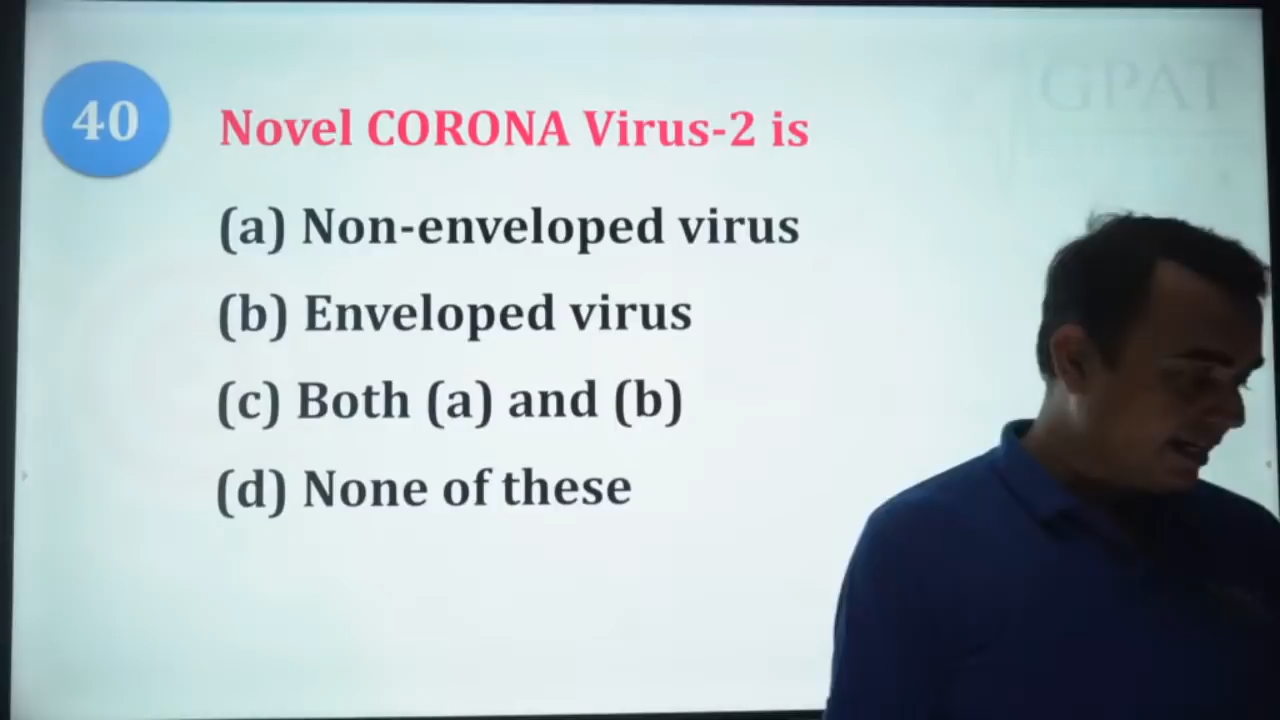 GPAT
40
Novel CORONA Virus-2 is
(a) Non-enveloped virus
(b) Enveloped virus
(c) Both (a) and (b)
(d) None of these